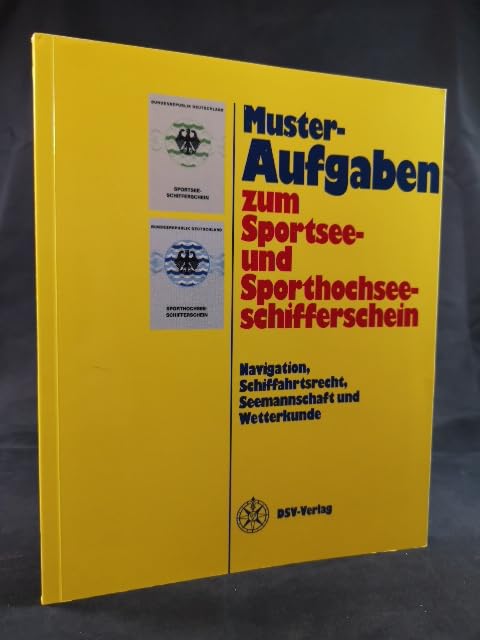 BUNDESREPUBLIK DEUTSCHLAND
SPORTSEE-
SCHIFFERSCHEIN
BUNDESREPUBLIK DEUTSCHLAND
SPORTHOCHSEE-
SCHIFFERSCHEIN
Muster-
Aufgaben
zum
Sportsee-
und
Sporthochsee-
schifferschein
Navigation,
Schiffahrtsrecht,
Seemannschaft und
Wetterkunde
DSV-Verlag